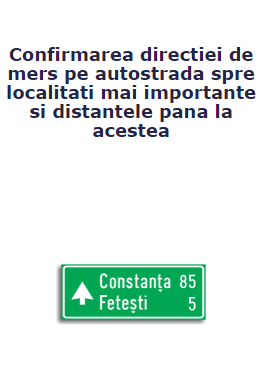 Confirmarea directiei de
mers pe autostrada spre
localitati mai importante
si distantele pana la
acestea
Constanța 85
Fetești 5